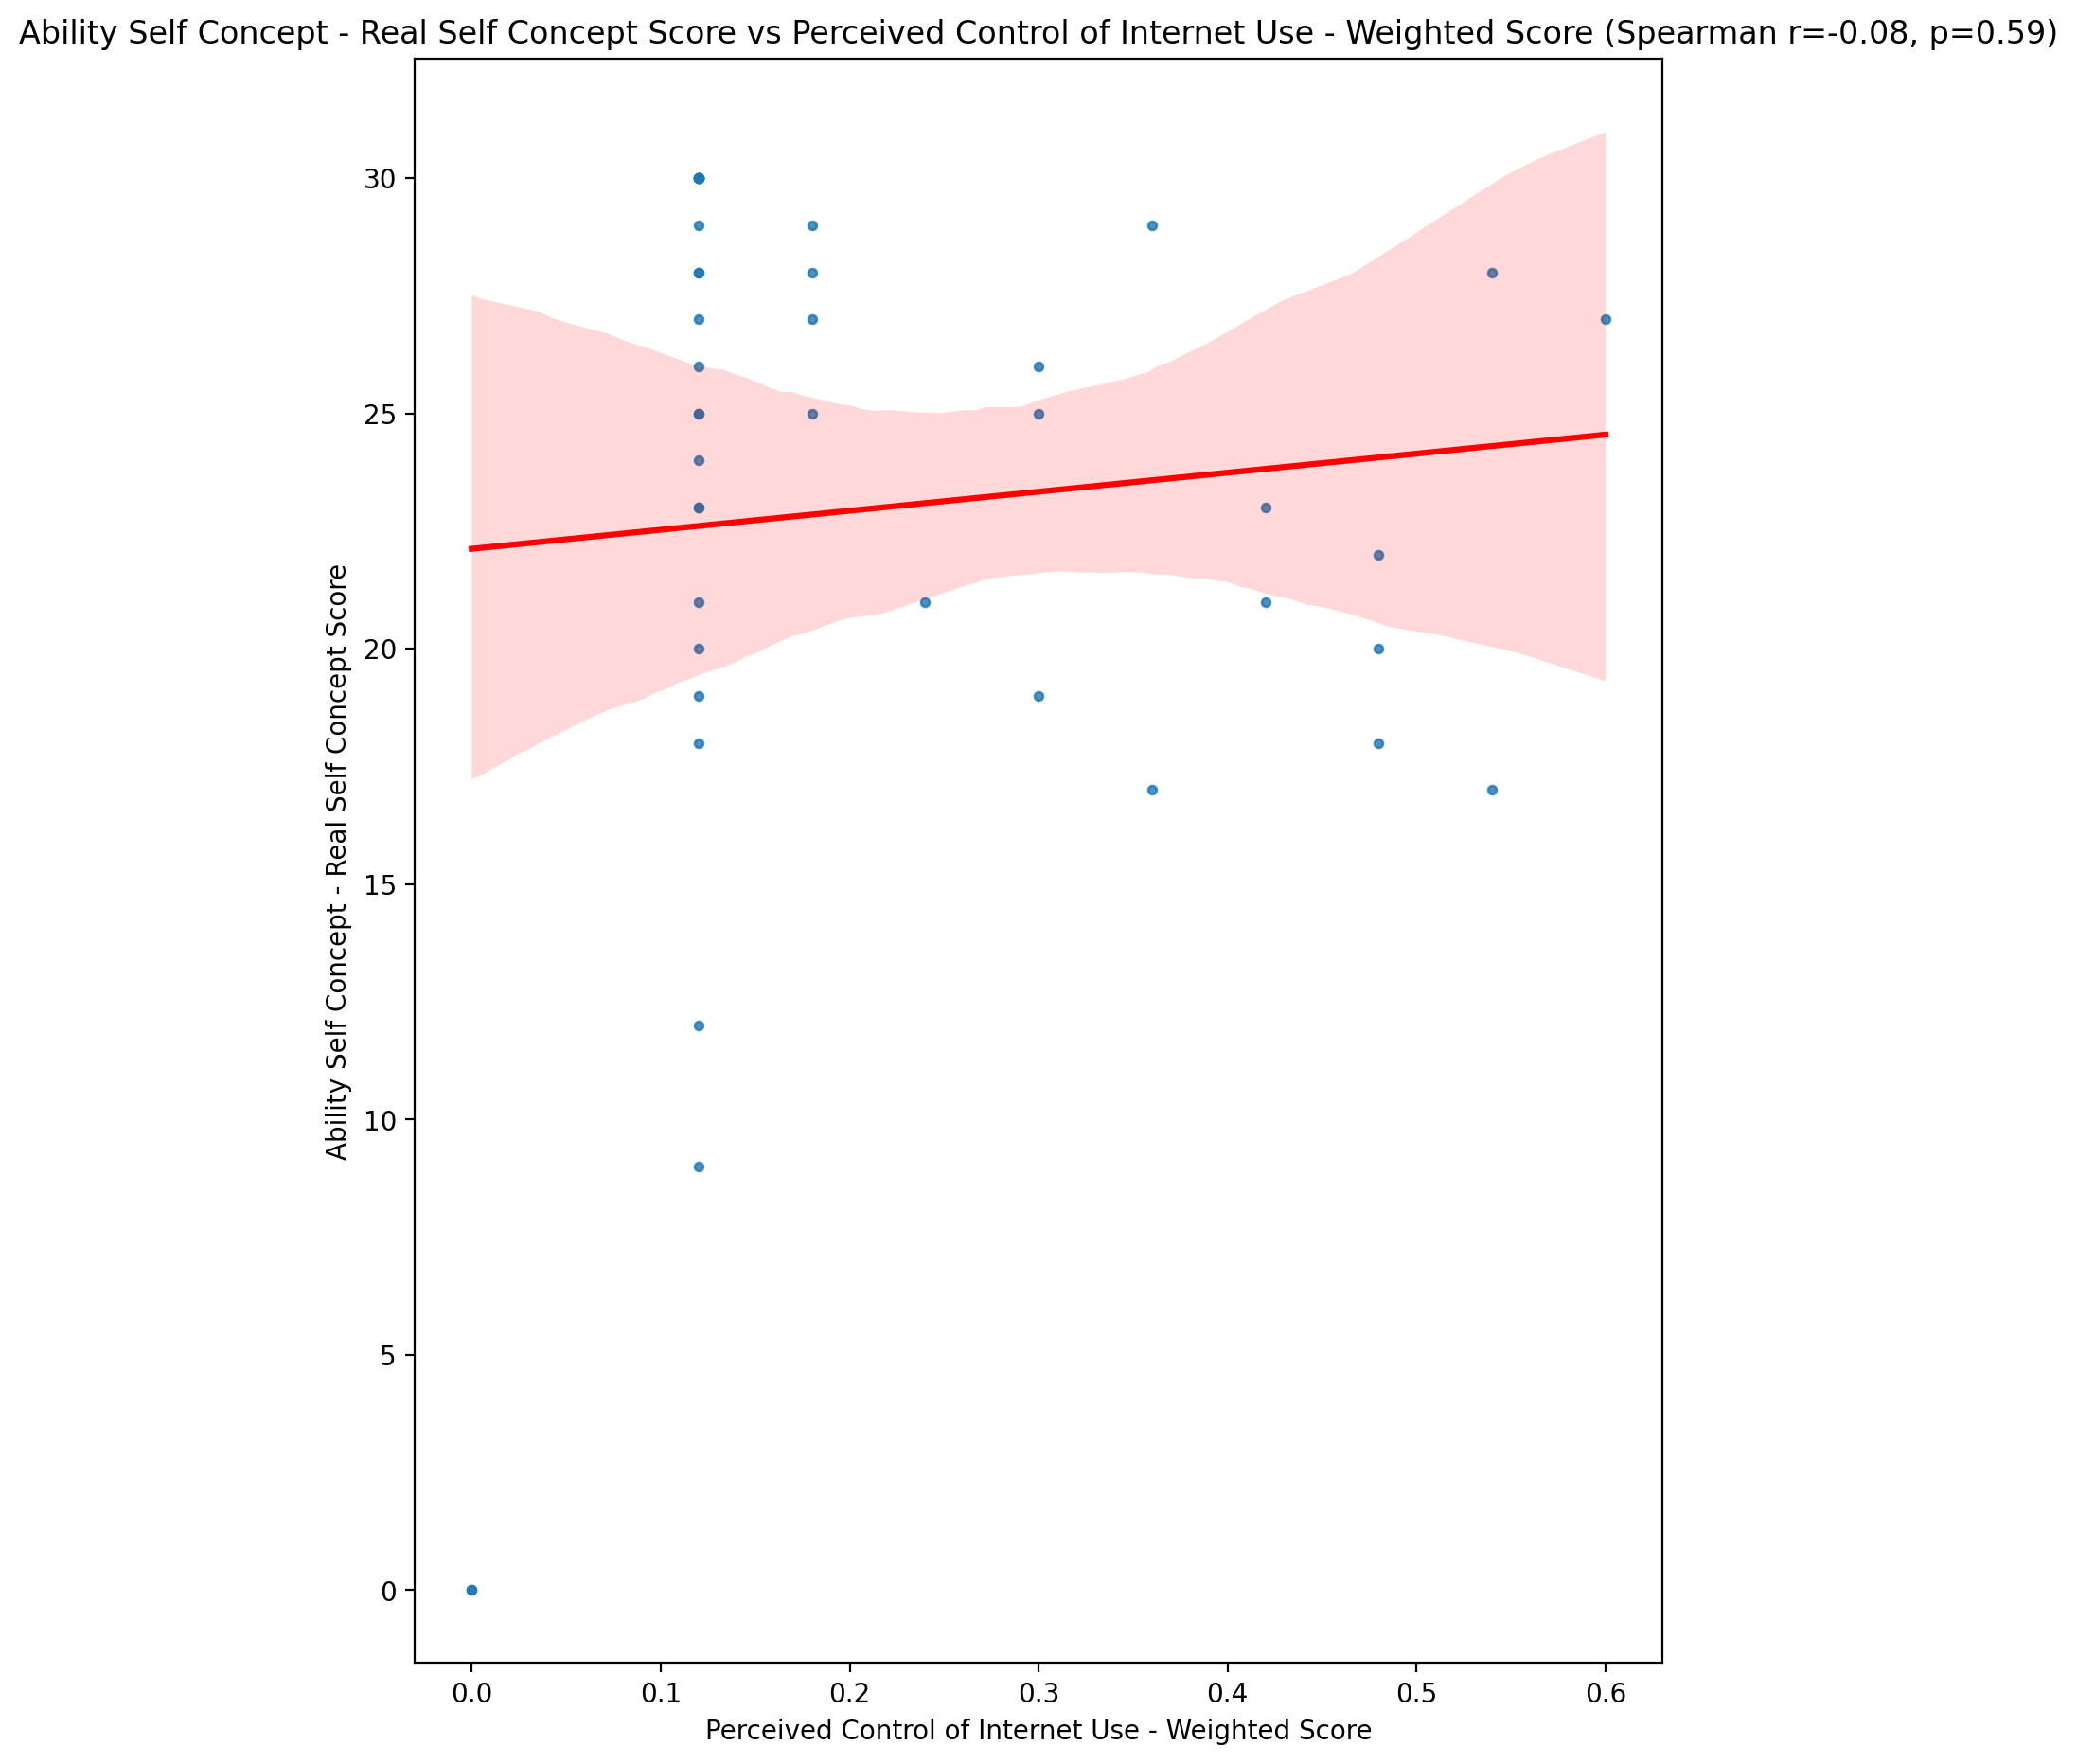 Ability Self Concept - Real Self Concept Score vs Perceived Control of Internet Use - Weighted Score (Spearman r=-0.08, p=0.59)
Ability Self Concept - Real Self Concept Score
30
25
20
15
10
5
0
0.0 0.1 0.2 0.3 0.4 0.5 0.6
Perceived Control of Internet Use - Weighted Score